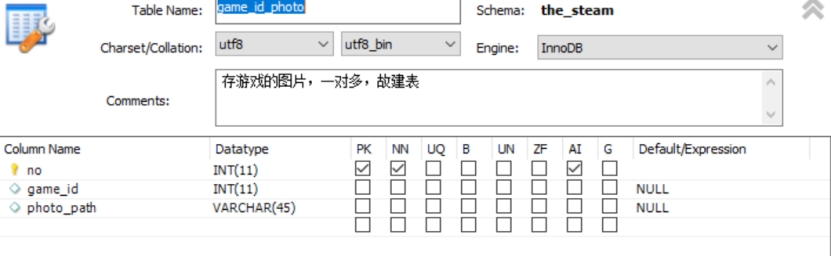 Table Name: game_id_photo Schema: the_steam
Charset/Collation: utf8 utf8_bin Engine: InnoDB
Comments: 存游戏的图片，一对多，故建表
Column Name Datatype PK NN UQ B UN ZF AI G Default/Expression
no INT(11)
game_id INT(11) NULL
photo_path VARCHAR(45) NULL